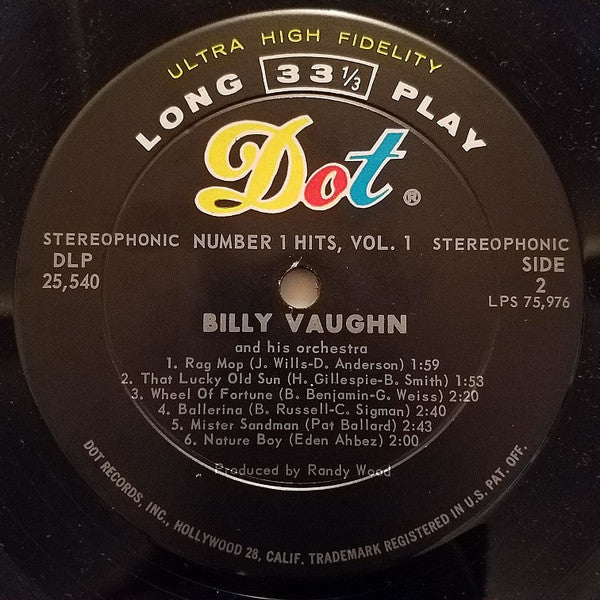 ULTRA HIGH FIDELITY
LONG 33 1/3 PLAY
Dot ®
STEREOPHONIC NUMBER 1 HITS, VOL. 1 STEREOPHONIC
DLP
25,540
SIDE
2
LPS 75,976
BILLY VAUGHN
and his orchestra
1. Rag Mop (J. Wills-D. Anderson) 1:59
2. That Lucky Old Sun (H. Gillespie-B. Smith) 1:53
3. Wheel Of Fortune (B. Benjamin-G. Weiss) 2:20
4. Ballerina (B. Russell-C. Sigman) 2:40
5. Mister Sandman (Pat Ballard) 2:43
6. Nature Boy (Eden Ahbez) 2:00
Produced by Randy Wood
DOT RECORDS, INC., HOLLYWOOD 28, CALIF. TRADEMARK REGISTERED IN U.S. PAT. OFF.